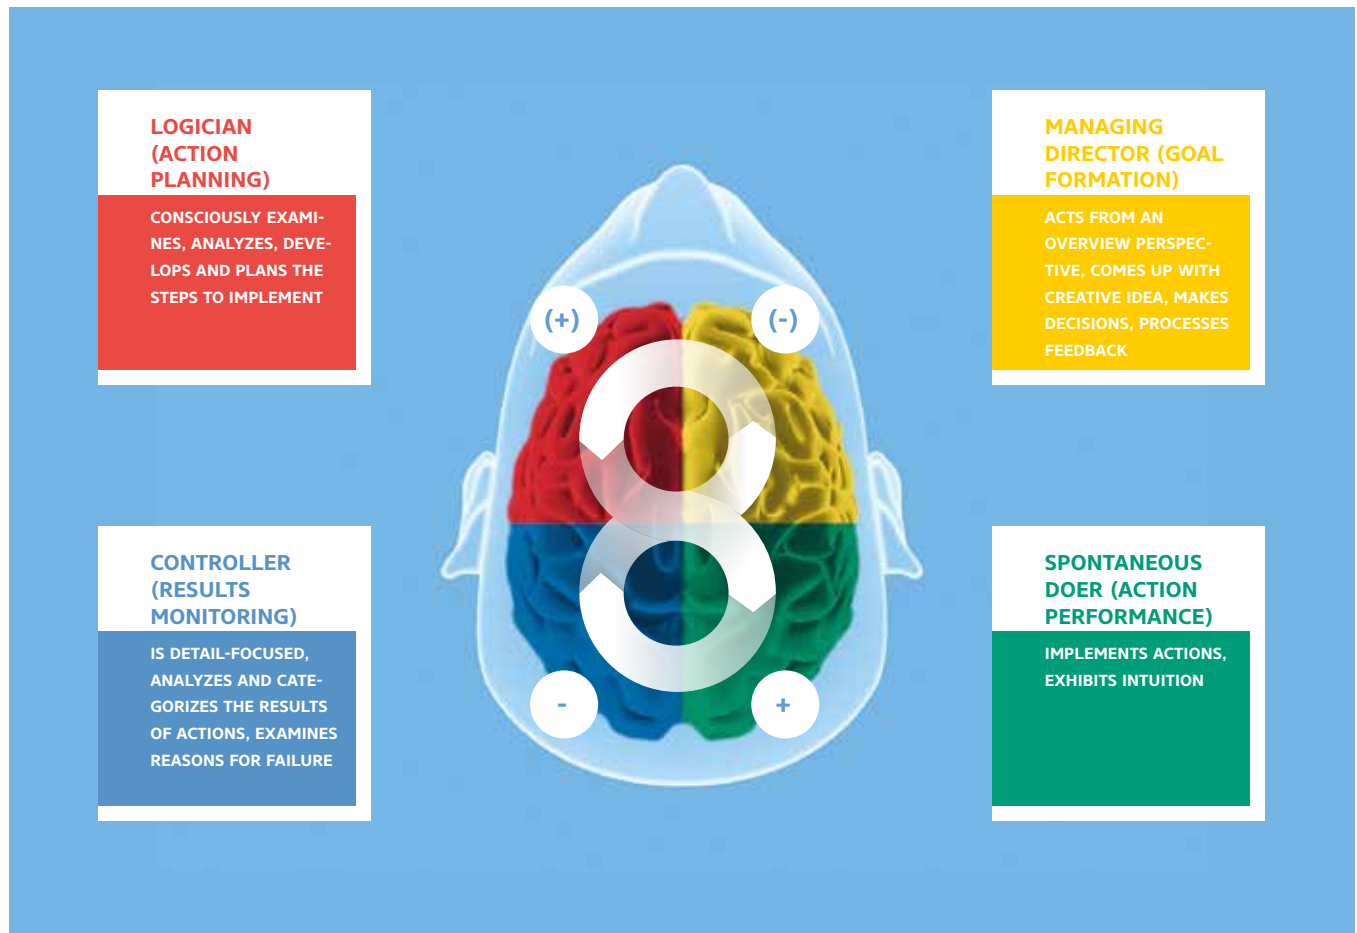 LOGICIAN
(ACTION
PLANNING)
CONSCIOUSLY EXAMI-
NES, ANALYZES, DEVE-
LOPS AND PLANS THE
STEPS TO IMPLEMENT
MANAGING
DIRECTOR (GOAL
FORMATION)
ACTS FROM AN
OVERVIEW PERSPEC-
TIVE, COMES UP WITH
CREATIVE IDEA, MAKES
DECISIONS, PROCESSES
FEEDBACK
(+)
(-)
CONTROLLER
(RESULTS
MONITORING)
IS DETAIL-FOCUSED,
ANALYZES AND CATE-
GORIZES THE RESULTS
OF ACTIONS, EXAMINES
REASONS FOR FAILURE
SPONTANEOUS
DOER (ACTION
PERFORMANCE)
IMPLEMENTS ACTIONS,
EXHIBITS INTUITION
-
+